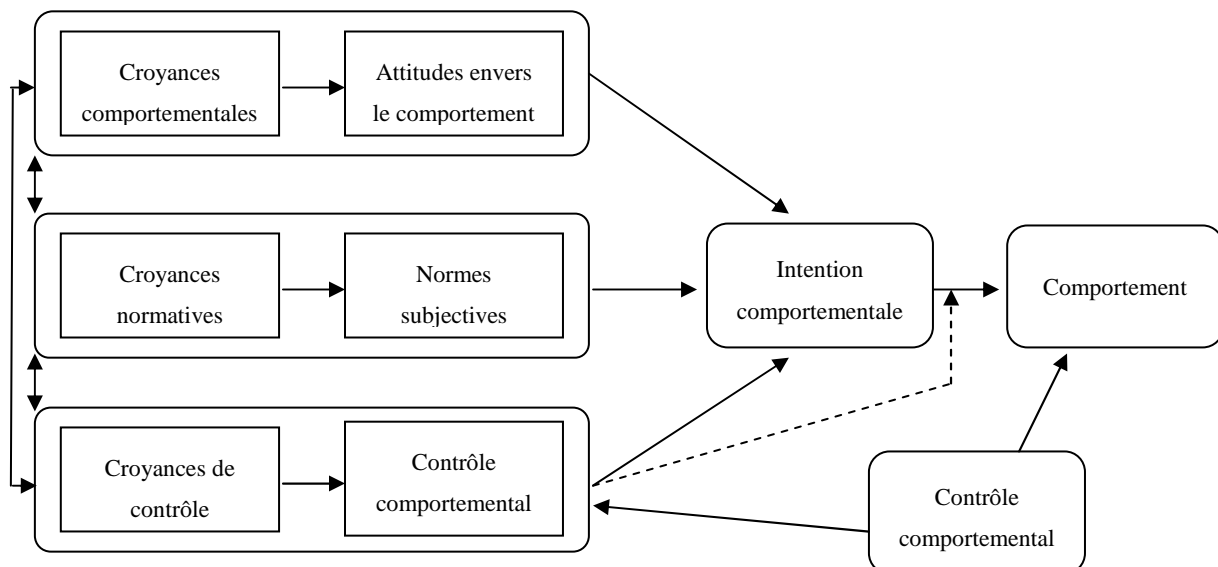 Croyances
comportementales
Attitudes envers
le comportement
Croyances
normatives
Normes
subjectives
Intention
comportementale
Comportement
Croyances de
contrôle
Contrôle
comportemental
Contrôle
comportemental